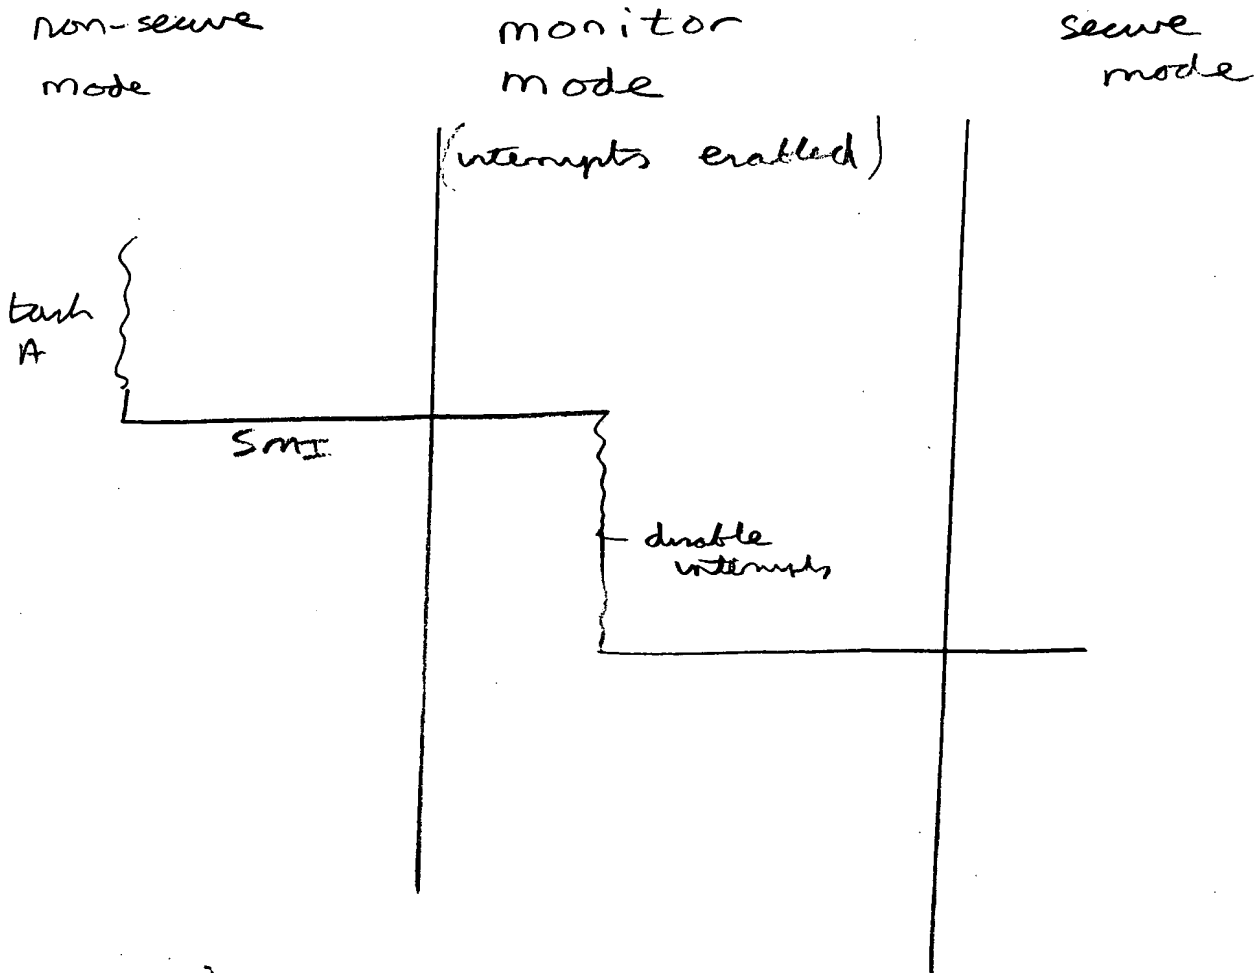 non-secure
mode
monitor
mode
secure
mode
(interrupts enabled)
task
A
SMI
disable
interrupts